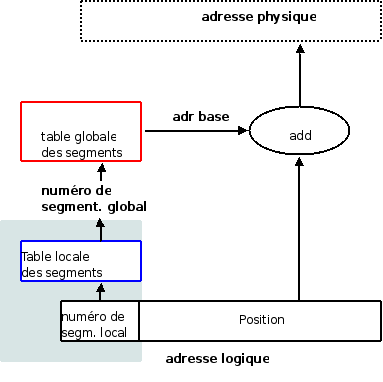 adresse physique
adr base
table globale
des segments
add
numéro de
segment. global
Table locale
des segments
numéro de
segm. local
Position
adresse logique